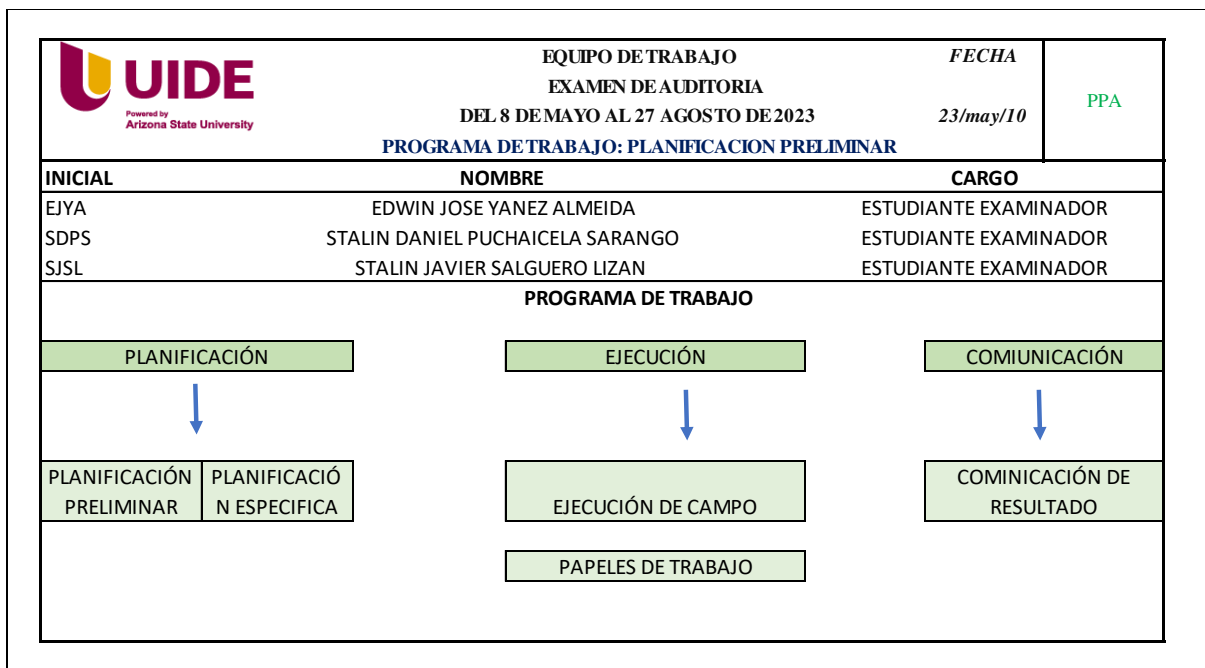 UIDE
Powered by
Arizona State University
EQUIPO DE TRABAJO
EXAMEN DE AUDITORIA
DEL 8 DE MAYO AL 27 AGOSTO DE 2023
PROGRAMA DE TRABAJO: PLANIFICACION PRELIMINAR
FECHA
23/may/10
PPA
INICIAL NOMBRE CARGO
EJYA EDWIN JOSE YANEZ ALMEIDA ESTUDIANTE EXAMINADOR
SDPS STALIN DANIEL PUCHAICELA SARANGO ESTUDIANTE EXAMINADOR
SJSL STALIN JAVIER SALGUERO LIZAN ESTUDIANTE EXAMINADOR
PROGRAMA DE TRABAJO
PLANIFICACIÓN EJECUCIÓN COMIUNICACIÓN
PLANIFICACIÓN
PRELIMINAR
PLANIFICACIÓ
N ESPECIFICA
EJECUCIÓN DE CAMPO
COMINICACIÓN DE
RESULTADO
PAPELES DE TRABAJO